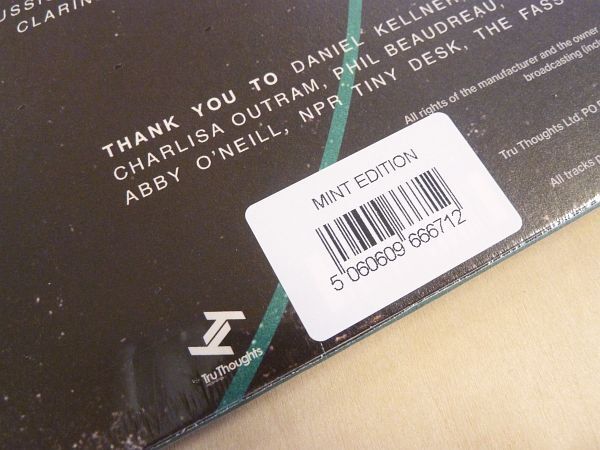 CLARIN
THANK YOU TO DANIEL KELLNER
CHARLISA OUTRAM, PHIL BEAUDREAU,
ABBY O'NEILL, NPR TINY DESK, THE FASS
All rights of the manufacturer and the owner
broadcasting (inclu
Tru Thoughts Ltd, PO
All tracks p
MINT EDITION
5 060609 666712
TruThoughts